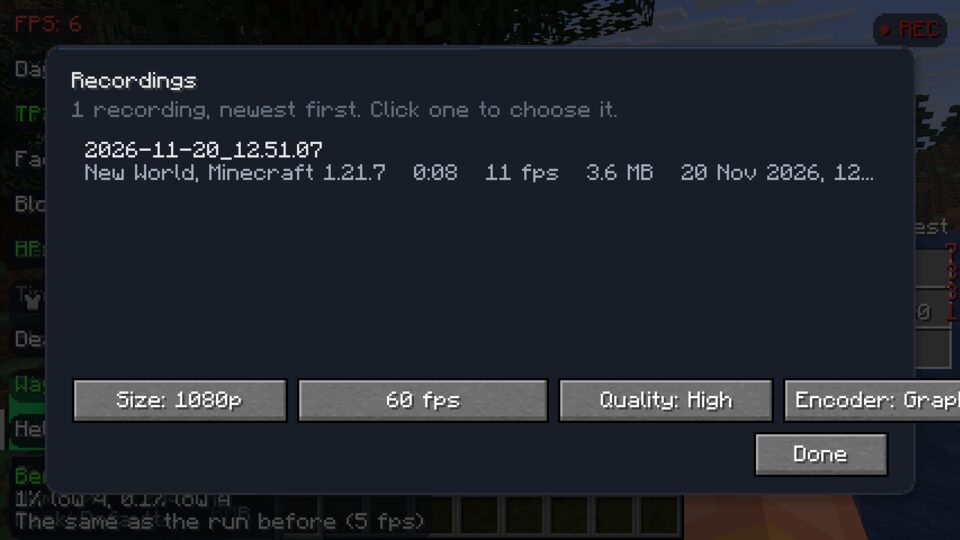 FPS: 6
REC
Recordings
1 recording, newest first. Click one to choose it.
2026-11-20_12.51.07
New World, Minecraft 1.21.7 0:08 11 fps 3.6 MB 20 Nov 2026, 12...
Size: 1080p
60 fps
Quality: High
Encoder: Grap
Done
1% low 4, 0.1% low 4
The same as the run before (5 fps)